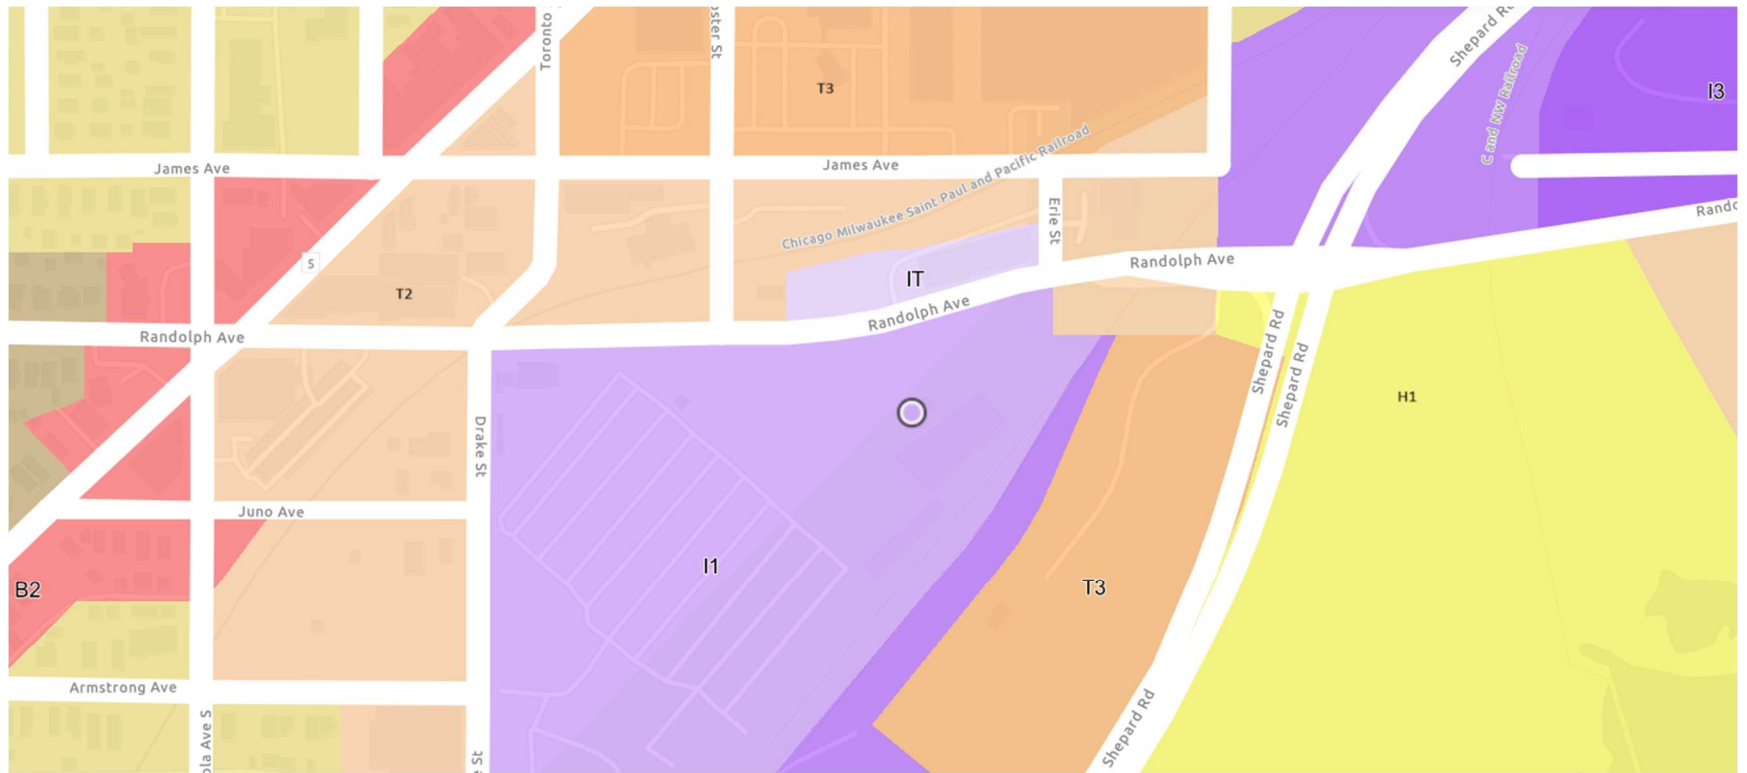 Toronto
Shepard
T3
I3
C and NW Railroad
James Ave
James Ave
Chicago Milwaukee Saint Paul and Pacific Railroad
Erie St
5
T2
IT
Randolph Ave
Randolph Ave
Randolph Ave
Shepard Rd
Shepard Rd
H1
Drake St
Juno Ave
I1
T3
B2
Armstrong Ave
Shepard Rd